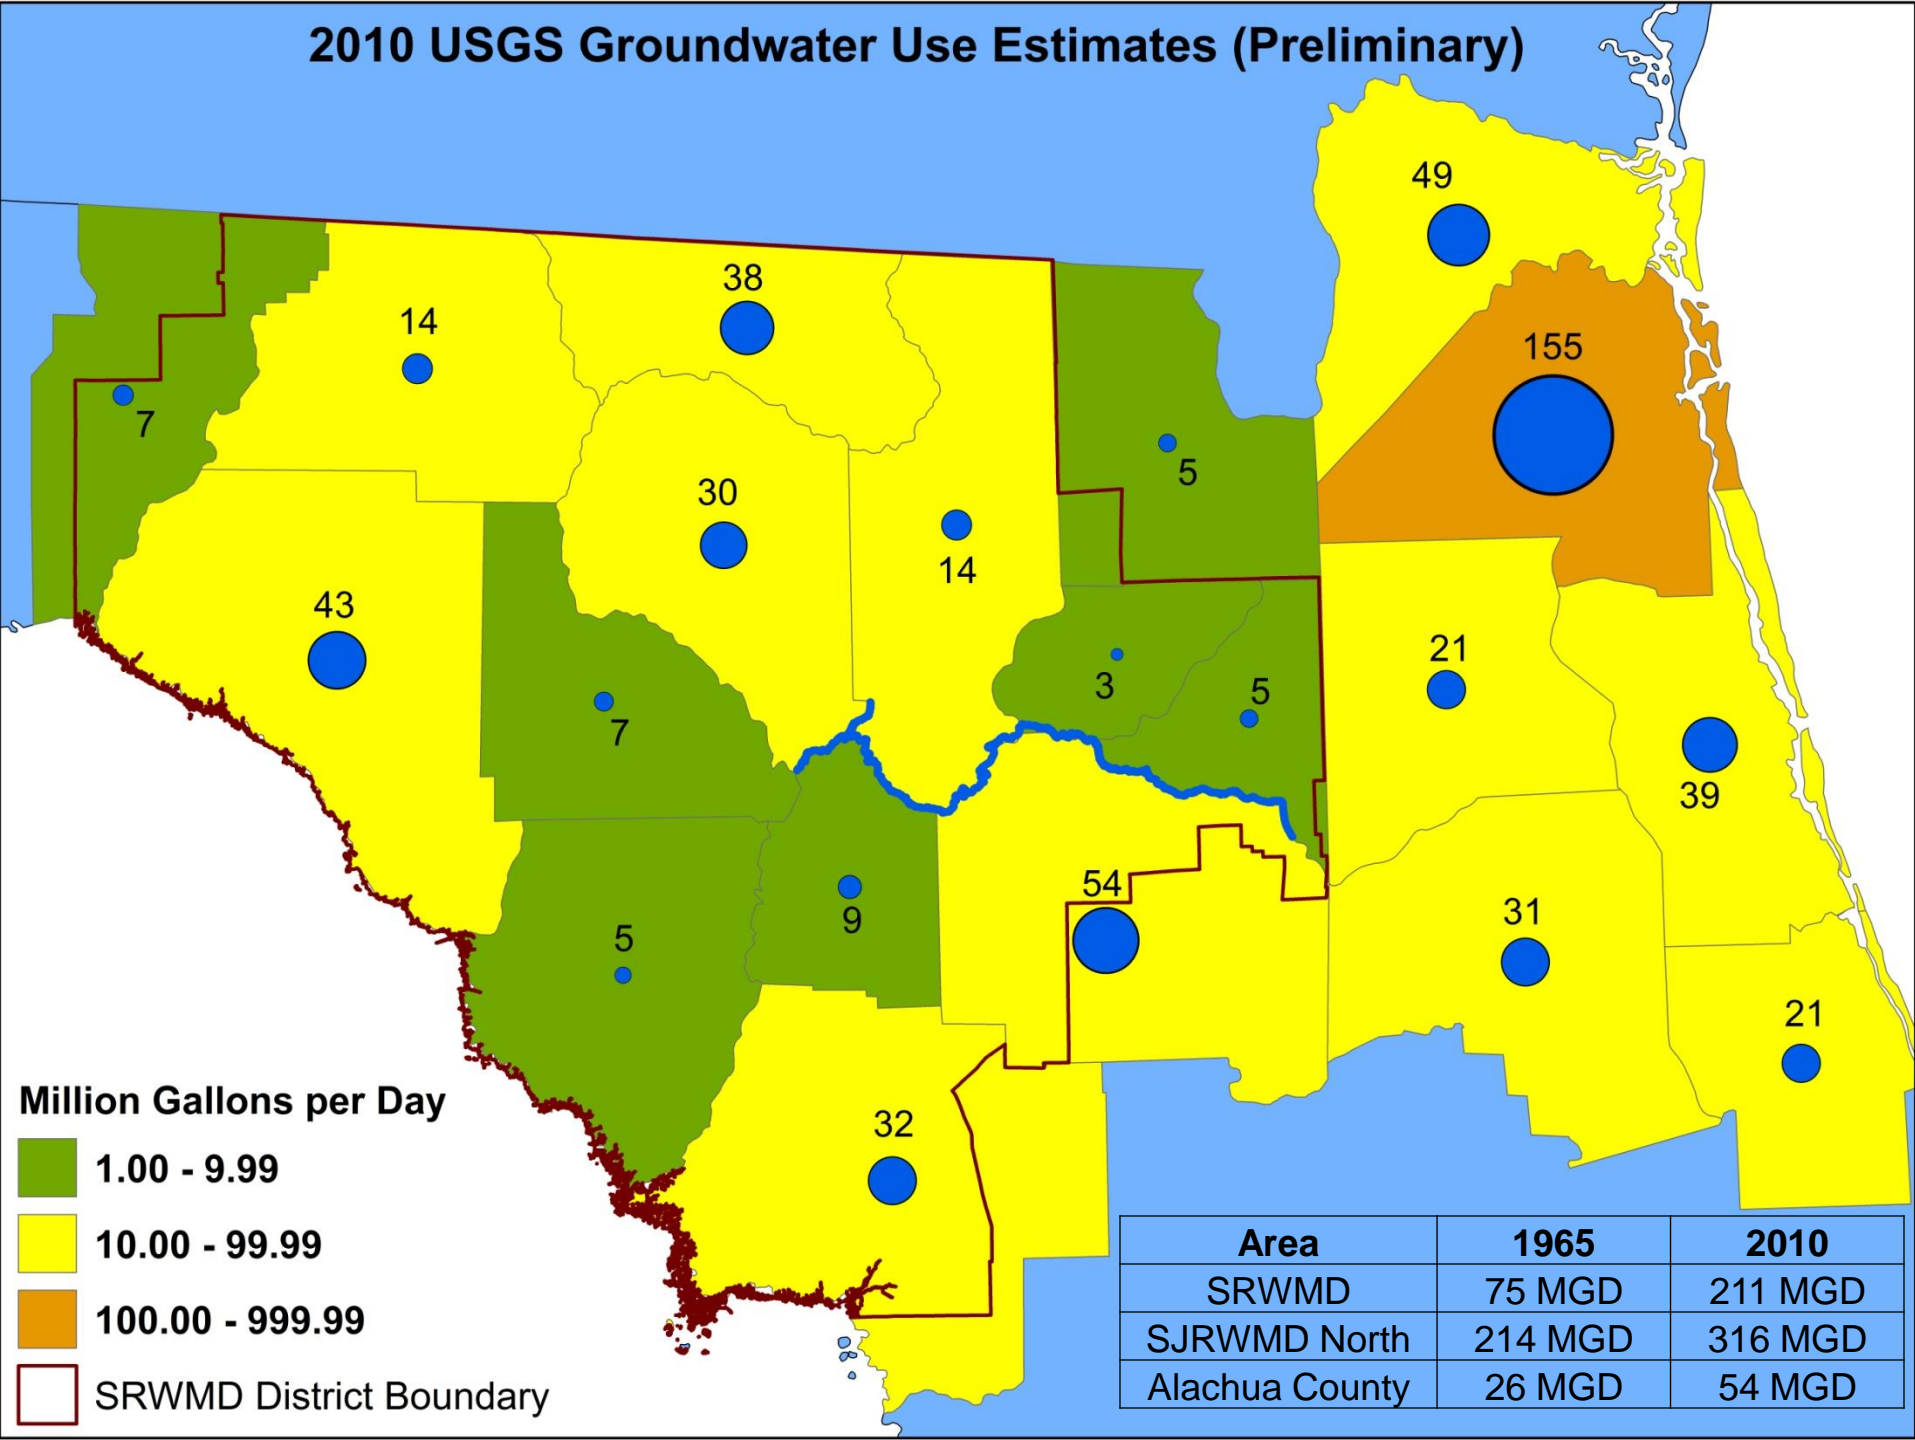 2010 USGS Groundwater Use Estimates (Preliminary)
49
38
14
155
7
5
30
14
43
21
3
5
7
39
54
9
31
5
21
32
Million Gallons per Day
1.00 - 9.99
10.00 - 99.99
100.00 - 999.99
SRWMD District Boundary
Area 1965 2010
SRWMD 75 MGD 211 MGD
SJRWMD North 214 MGD 316 MGD
Alachua County 26 MGD 54 MGD